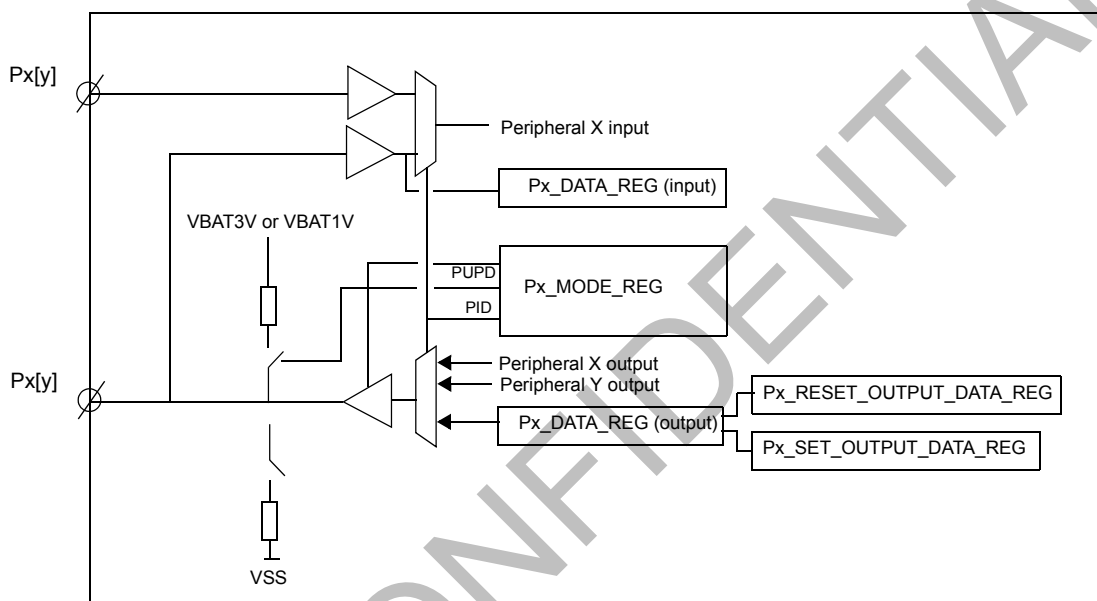 Px[y]
Peripheral X input
Px_DATA_REG (input)
VBAT3V or VBAT1V
PUPD
Px_MODE_REG
PID
Peripheral X output
Px[y]
Peripheral Y output
Px_RESET_OUTPUT_DATA_REG
Px_DATA_REG (output)
Px_SET_OUTPUT_DATA_REG
VSS
ONFIDENTIA